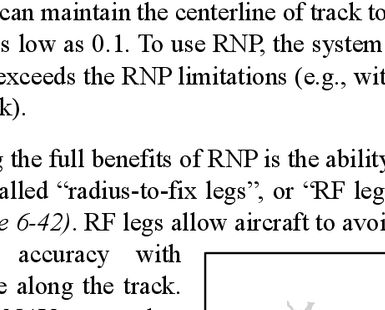 can maintain the centerline of track to
s low as 0.1. To use RNP, the system
exceeds the RNP limitations (e.g., wit
k).
g the full benefits of RNP is the ability
alled “radius-to-fix legs”, or “RF leg
e 6-42). RF legs allow aircraft to avoi
accuracy with
e along the track.